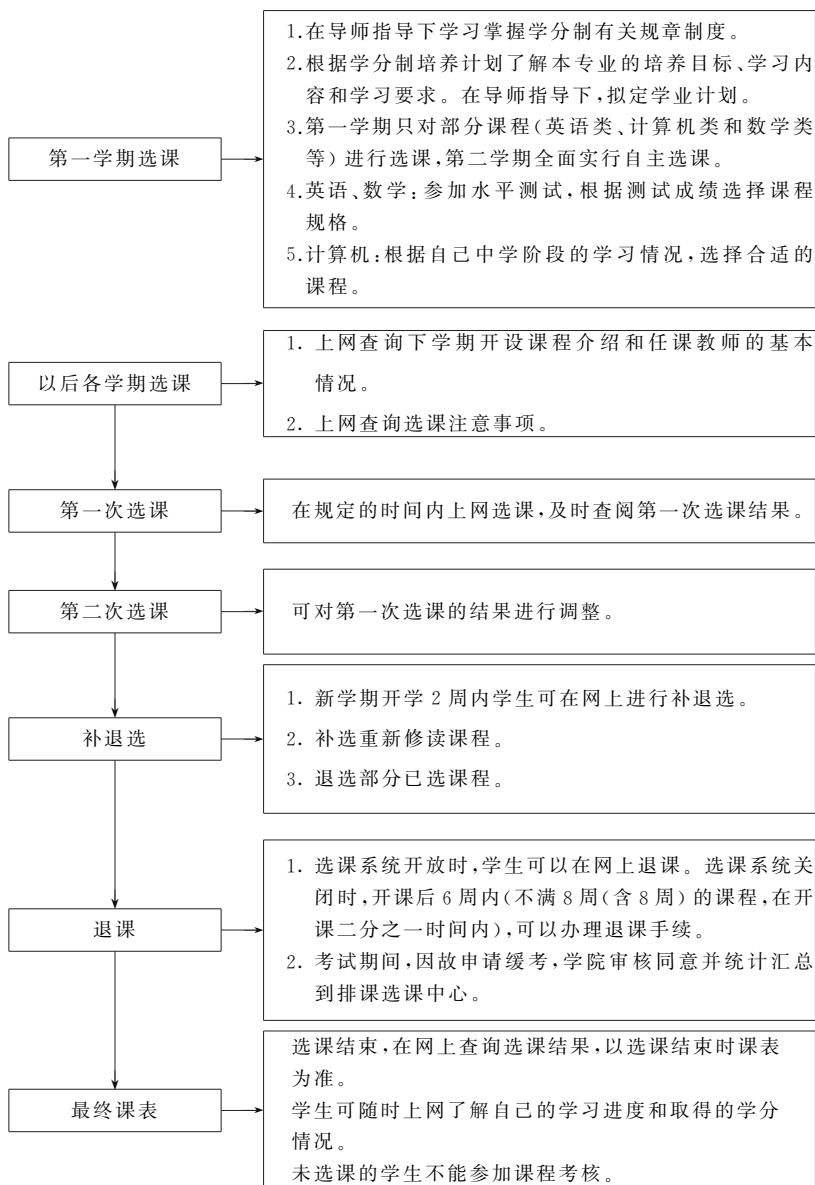 第一学期选课
1.在导师指导下学习掌握学分制有关规章制度。
2.根据学分制培养计划了解本专业的培养目标、学习内
容和学习要求。在导师指导下,拟定学业计划。
3.第一学期只对部分课程(英语类、计算机类和数学类
等)进行选课,第二学期全面实行自主选课。
4.英语、数学:参加水平测试,根据测试成绩选择课程
规格。
5.计算机:根据自己中学阶段的学习情况,选择合适的
课程。
以后各学期选课
1. 上网查询下学期开设课程介绍和任课教师的基本
情况。
2. 上网查询选课注意事项。
第一次选课
在规定的时间内上网选课,及时查阅第一次选课结果。
第二次选课
可对第一次选课的结果进行调整。
补退选
1. 新学期开学 2 周内学生可在网上进行补退选。
2. 补选重新修读课程。
3. 退选部分已选课程。
退课
1. 选课系统开放时,学生可以在网上退课。选课系统关
闭时,开课后 6 周内(不满 8 周(含 8 周)的课程,在开
课二分之一时间内),可以办理退课手续。
2. 考试期间,因故申请缓考,学院审核同意并统计汇总
到排课选课中心。
最终课表
选课结束,在网上查询选课结果,以选课结束时课表
为准。
学生可随时上网了解自己的学习进度和取得的学分
情况。
未选课的学生不能参加课程考核。